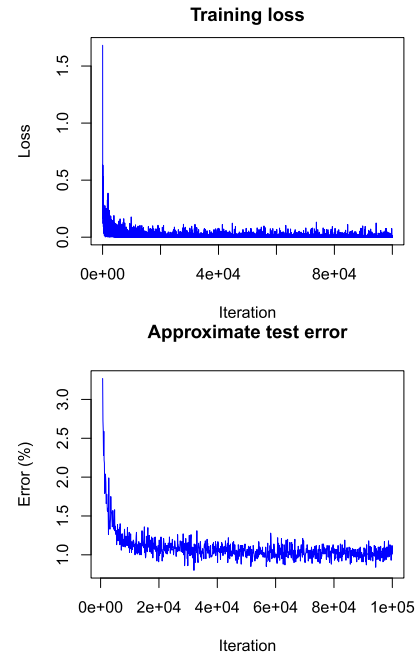 Training loss
Loss
1.5
1.0
0.5
0.0
0e+00 4e+04 8e+04
Iteration
Approximate test error
Error (%)
3.0
2.5
2.0
1.5
1.0
0e+00 2e+04 4e+04 6e+04 8e+04 1e+05
Iteration